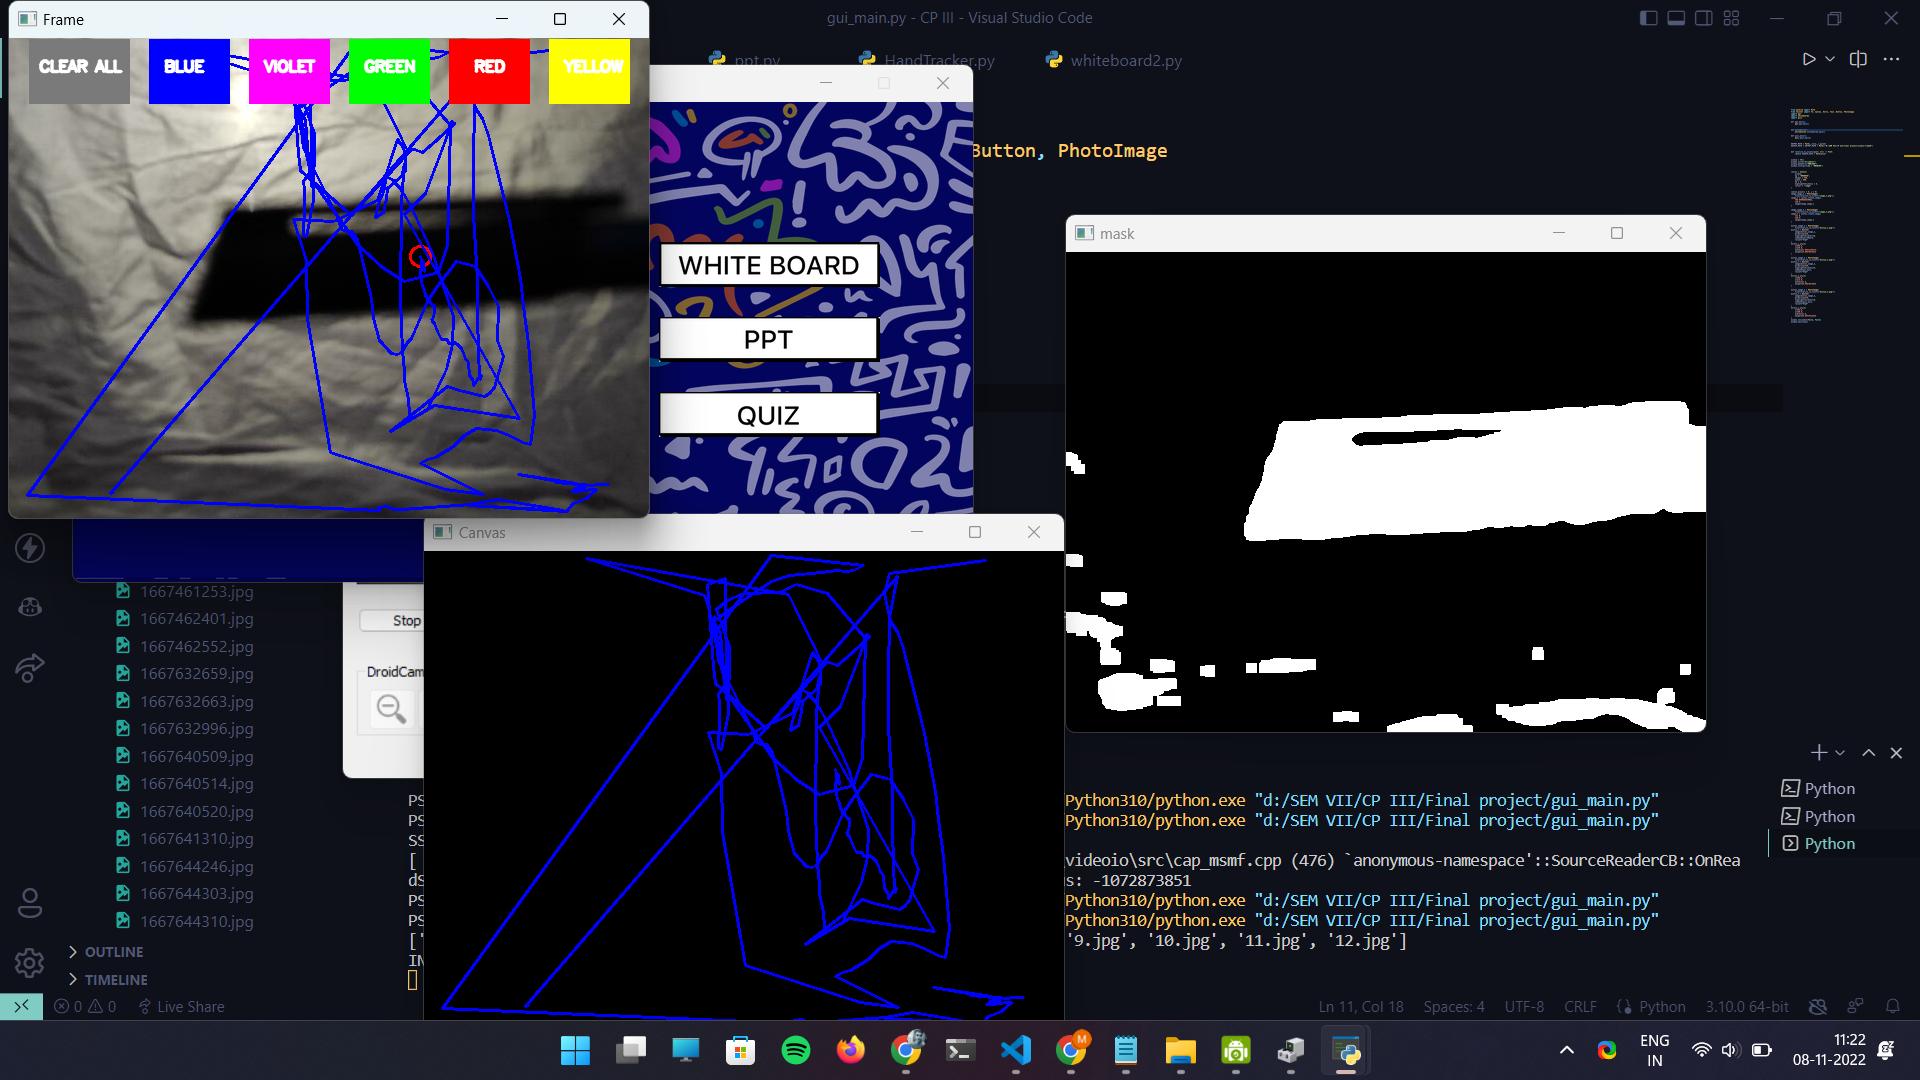 Frame
CLEAR ALL BLUE VIOLET GREEN RED YELLOW
gui_main.py - CP III - Visual Studio Code
ppt.py HandTracker.py whiteboard2.py
Button, PhotoImage
WHITE BOARD
PPT
QUIZ
mask
Canvas
Stop
DroidCam
1667461253.jpg
1667462401.jpg
1667462552.jpg
1667632659.jpg
1667632663.jpg
1667632996.jpg
1667640509.jpg
1667640514.jpg
1667640520.jpg
1667641310.jpg
1667644246.jpg
1667644303.jpg
1667644310.jpg
OUTLINE
TIMELINE
PS Python310/python.exe "d:/SEM VII/CP III/Final project/gui_main.py"
PS Python310/python.exe "d:/SEM VII/CP III/Final project/gui_main.py"
SS
[ videoio\src\cap_msmf.cpp (476) `anonymous-namespace'::SourceReaderCB::OnRea
dS s: -1072873851
PS Python310/python.exe "d:/SEM VII/CP III/Final project/gui_main.py"
PS Python310/python.exe "d:/SEM VII/CP III/Final project/gui_main.py"
[' '9.jpg', '10.jpg', '11.jpg', '12.jpg']
IN
Python
Python
Python
0 0 Live Share
Ln 11, Col 18 Spaces: 4 UTF-8 CRLF Python 3.10.0 64-bit
ENG
IN
11:22
08-11-2022